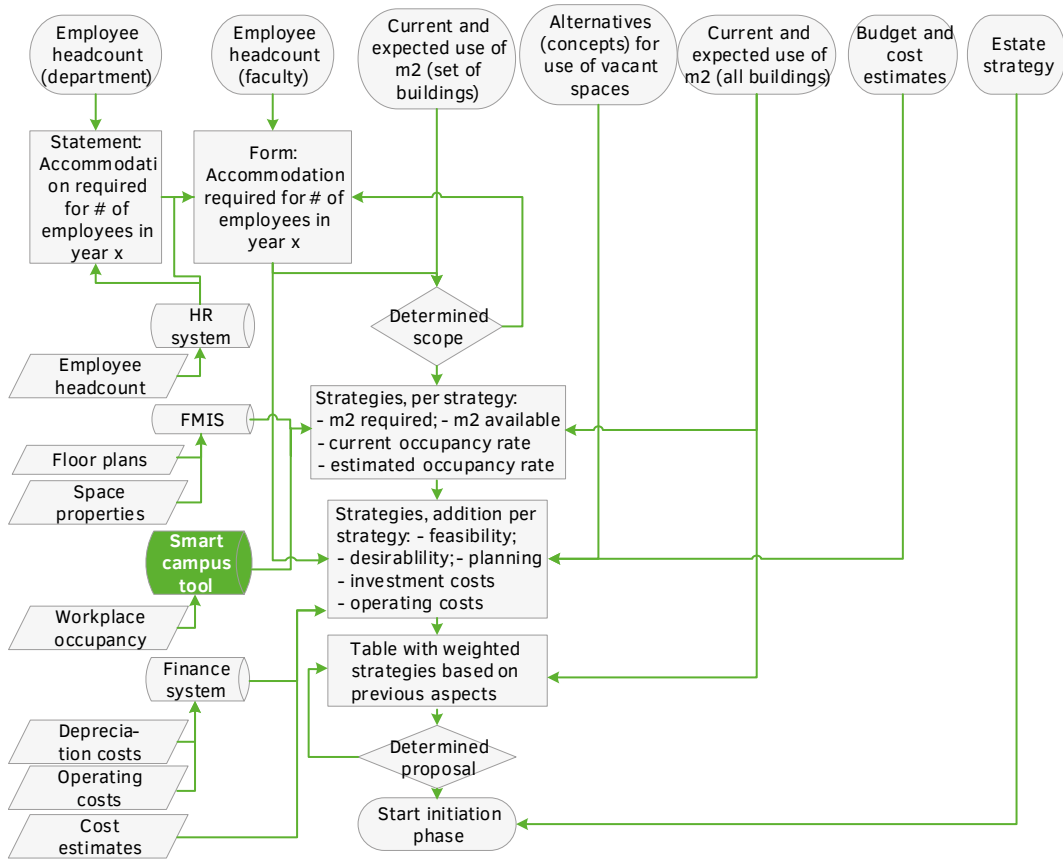 Employee
headcount
(department)
Employee
headcount
(faculty)
Current and
expected use of
m2 (set of
buildings)
Alternatives
(concepts) for
use of vacant
spaces
Current and
expected use of
m2 (all buildings)
Budget and
cost
estimates
Estate
strategy
Statement:
Accommodati
on required
for # of
employees in
year x
Form:
Accommodation
required for # of
employees in
year x
HR
system
Determined
scope
Employee
headcount
Strategies, per strategy:
- m2 required; - m2 available
- current occupancy rate
- estimated occupancy rate
FMIS
Floor plans
Space
properties
Strategies, addition per
strategy: - feasibility;
- desirablility; - planning
- investment costs
- operating costs
Smart
campus
tool
Workplace
occupancy
Table with weighted
strategies based on
previous aspects
Finance
system
Deprecia-
tion costs
Determined
proposal
Operating
costs
Start initiation
phase
Cost
estimates